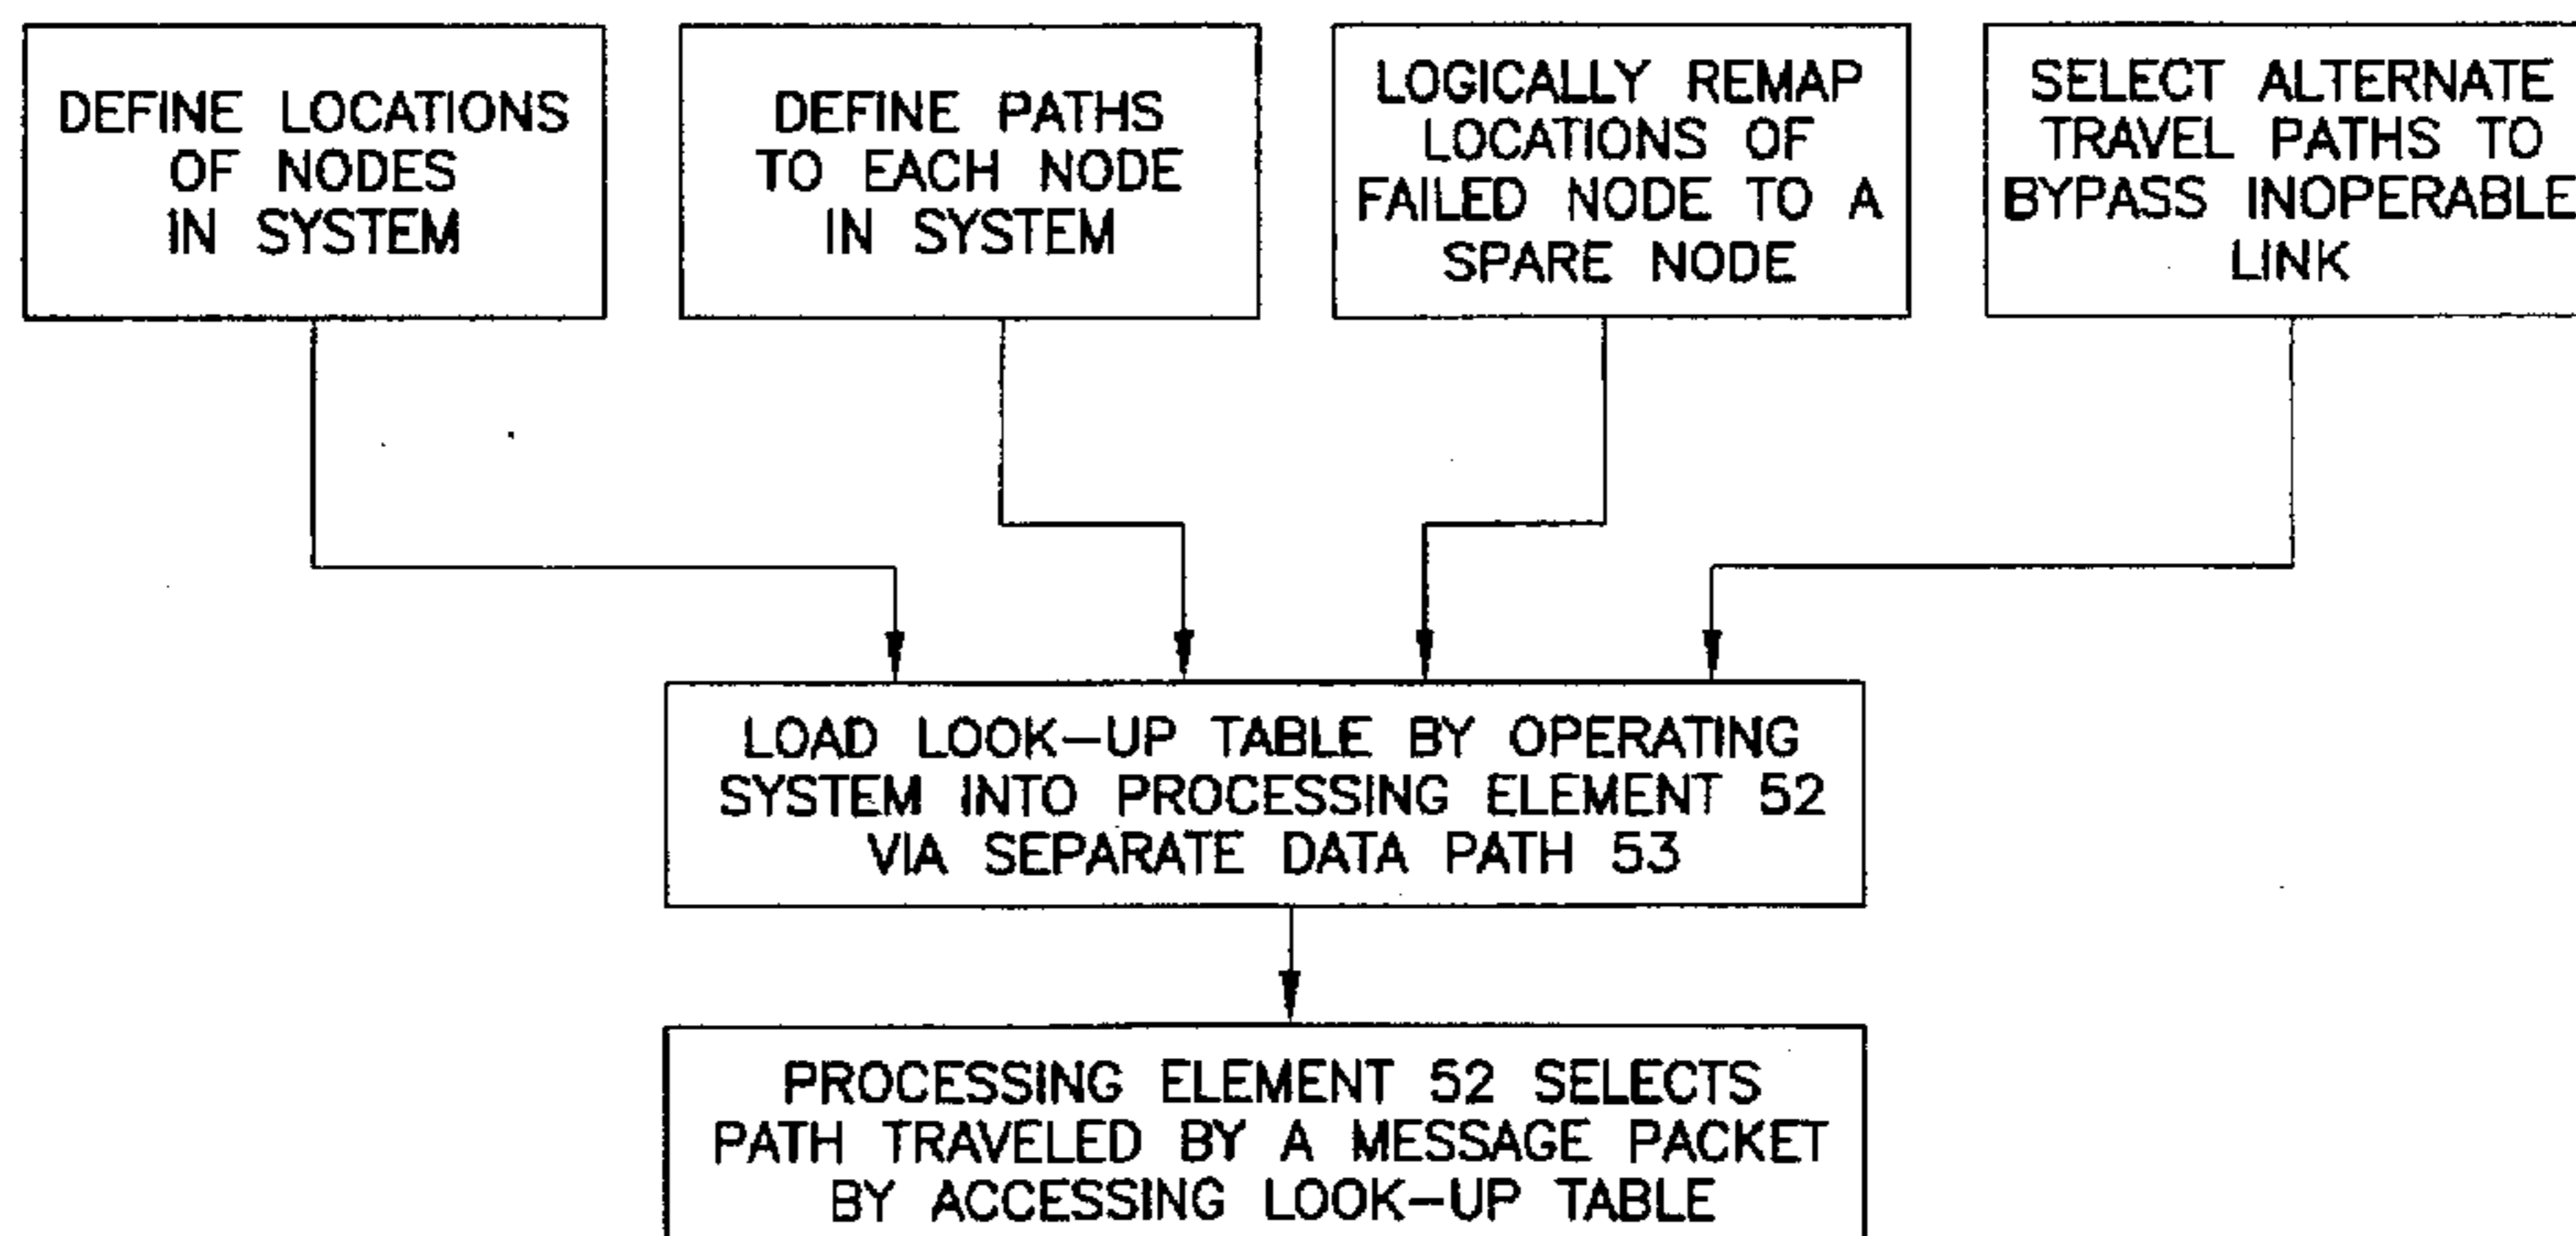 DEFINE LOCATIONS
OF NODES
IN SYSTEM
DEFINE PATHS
TO EACH NODE
IN SYSTEM
LOGICALLY REMAP
LOCATIONS OF
FAILED NODE TO A
SPARE NODE
SELECT ALTERNATE
TRAVEL PATHS TO
BYPASS INOPERABLE
LINK
LOAD LOOK-UP TABLE BY OPERATING
SYSTEM INTO PROCESSING ELEMENT 52
VIA SEPARATE DATA PATH 53
PROCESSING ELEMENT 52 SELECTS
PATH TRAVELED BY A MESSAGE PACKET
BY ACCESSING LOOK-UP TABLE